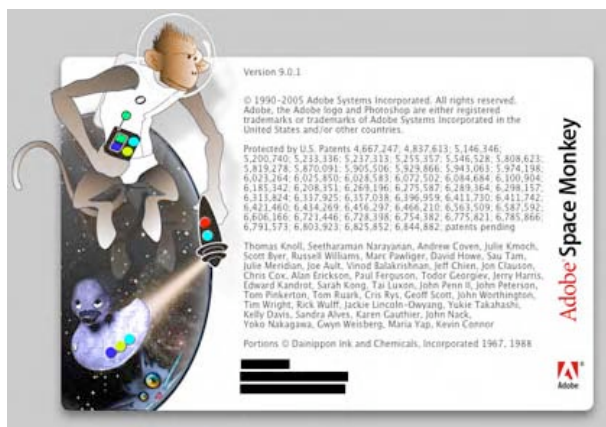 Version 9.0.1
© 1990-2005 Adobe Systems Incorporated. All rights reserved.
Adobe, the Adobe logo and Photoshop are either registered
trademarks or trademarks of Adobe Systems Incorporated in the
United States and/or other countries.
Protected by U.S. Patents 4,667,247; 4,837,613; 5,146,346;
5,200,740; 5,233,336; 5,237,313; 5,255,357; 5,546,528; 5,808,623;
5,819,278; 5,870,091; 5,905,506; 5,929,866; 5,943,063; 5,974,198;
6,023,264; 6,025,850; 6,028,583; 6,072,502; 6,084,684; 6,100,904;
6,185,342; 6,208,351; 6,269,196; 6,275,587; 6,289,364; 6,298,157;
6,313,824; 6,337,925; 6,357,038; 6,396,959; 6,411,730; 6,411,742;
6,421,460; 6,434,269; 6,456,297; 6,466,210; 6,563,509; 6,587,592;
6,606,166; 6,721,446; 6,728,398; 6,754,382; 6,775,821; 6,785,866;
6,791,573; 6,803,923; 6,825,852; 6,844,882; patents pending
Thomas Knoll, Seetharaman Narayanan, Andrew Coven, Julie Kmoch,
Scott Byer, Russell Williams, Marc Pawliger, David Howe, Sau Tam,
Julie Meridian, Joe Ault, Vinod Balakrishnan, Jeff Chien, Jon Clauson,
Chris Cox, Alan Erickson, Paul Ferguson, Todor Georgiev, Jerry Harris,
Edward Kandrot, Sarah Kong, Tai Luxon, John Penn II, John Peterson,
Tom Pinkerton, Tom Ruark, Cris Rys, Geoff Scott, John Worthington,
Tim Wright, Rick Wulff, Jackie Lincoln-Owyang, Yukie Takahashi,
Kelly Davis, Sandra Alves, Karen Gauthier, John Nack,
Yoko Nakagawa, Gwyn Weisberg, Maria Yap, Kevin Connor
Portions © Dainippon Ink and Chemicals, Incorporated 1967, 1988
Adobe Space Monkey
Adobe